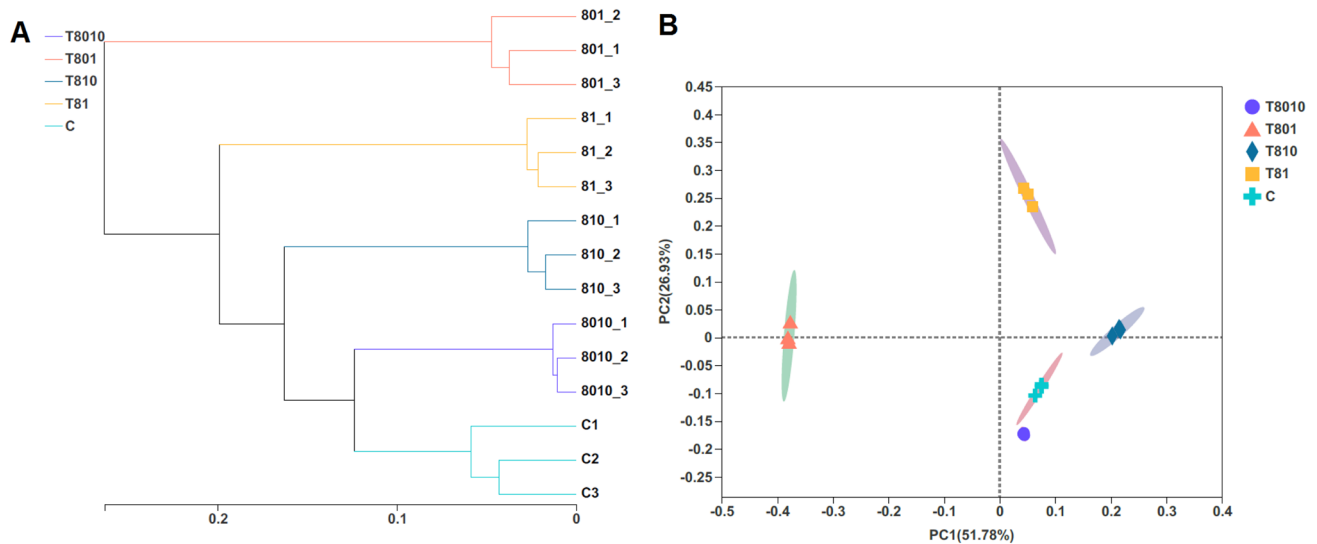 A
T8010
T801
T810
T81
C
801_2
801_1
801_3
81_1
81_2
81_3
810_1
810_2
810_3
8010_1
8010_2
8010_3
C1
C2
C3
0.2 0.1 0
B
PC2(26.93%)
0.45
0.4
0.35
0.3
0.25
0.2
0.15
0.1
0.05
0
-0.05
-0.1
-0.15
-0.2
-0.25
-0.5 -0.4 -0.3 -0.2 -0.1 0 0.1 0.2 0.3 0.4
PC1(51.78%)
T8010
T801
T810
T81
C